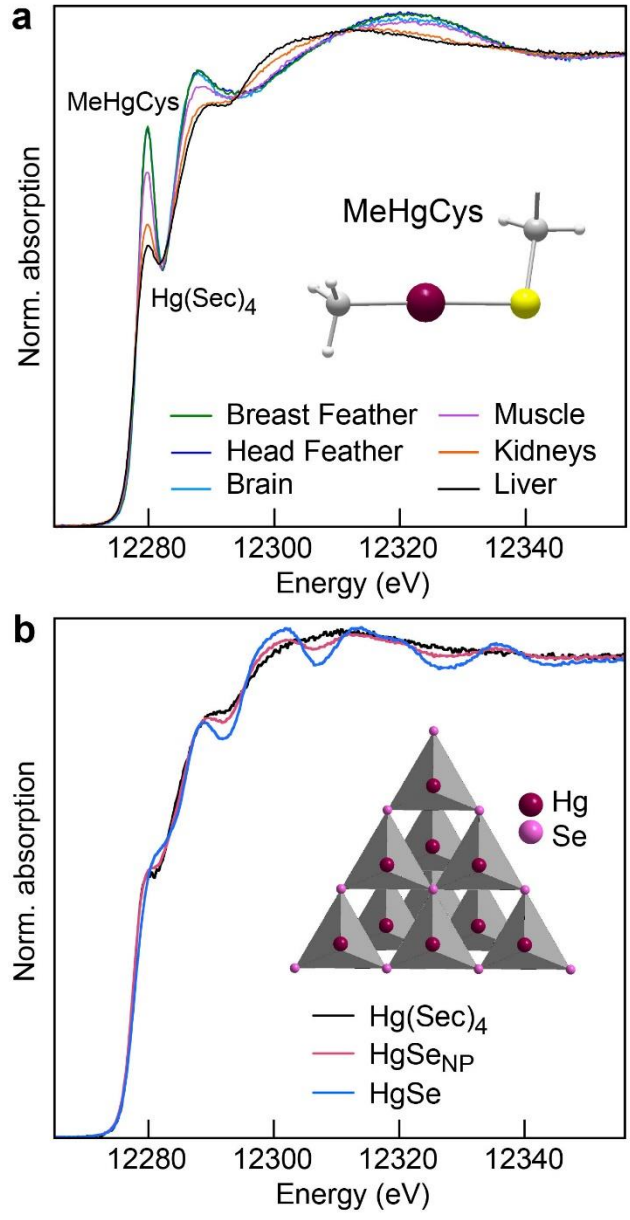 a
MeHgCys
MeHgCys
Hg(Sec)4
Norm. absorption
Breast Feather
Head Feather
Brain
Muscle
Kidneys
Liver
12280 12300 12320 12340
Energy (eV)
b
Hg
Se
Norm. absorption
Hg(Sec)4
HgSeNP
HgSe
12280 12300 12320 12340
Energy (eV)